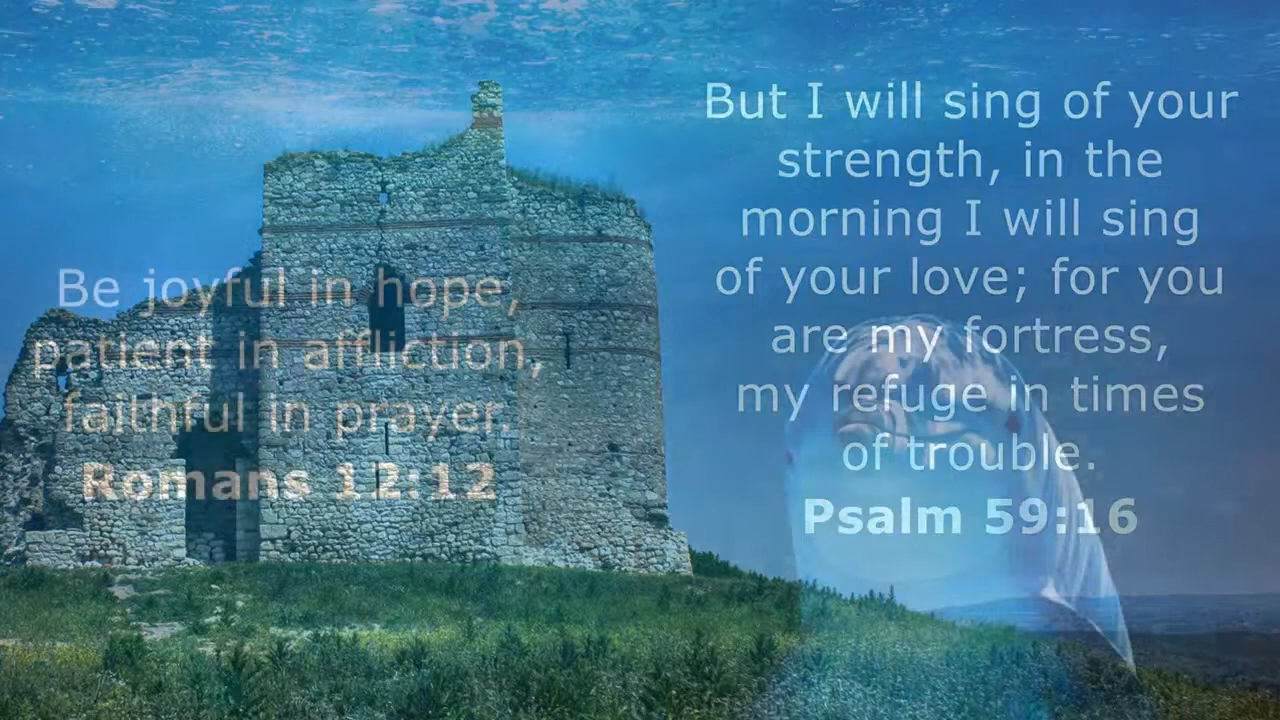 But I will sing of your
strength, in the
morning I will sing
of your love; for you
are my fortress,
my refuge in times
of trouble.
Psalm 59:16
Be joyful in hope,
patient in affliction,
faithful in prayer.
Romans 12:12